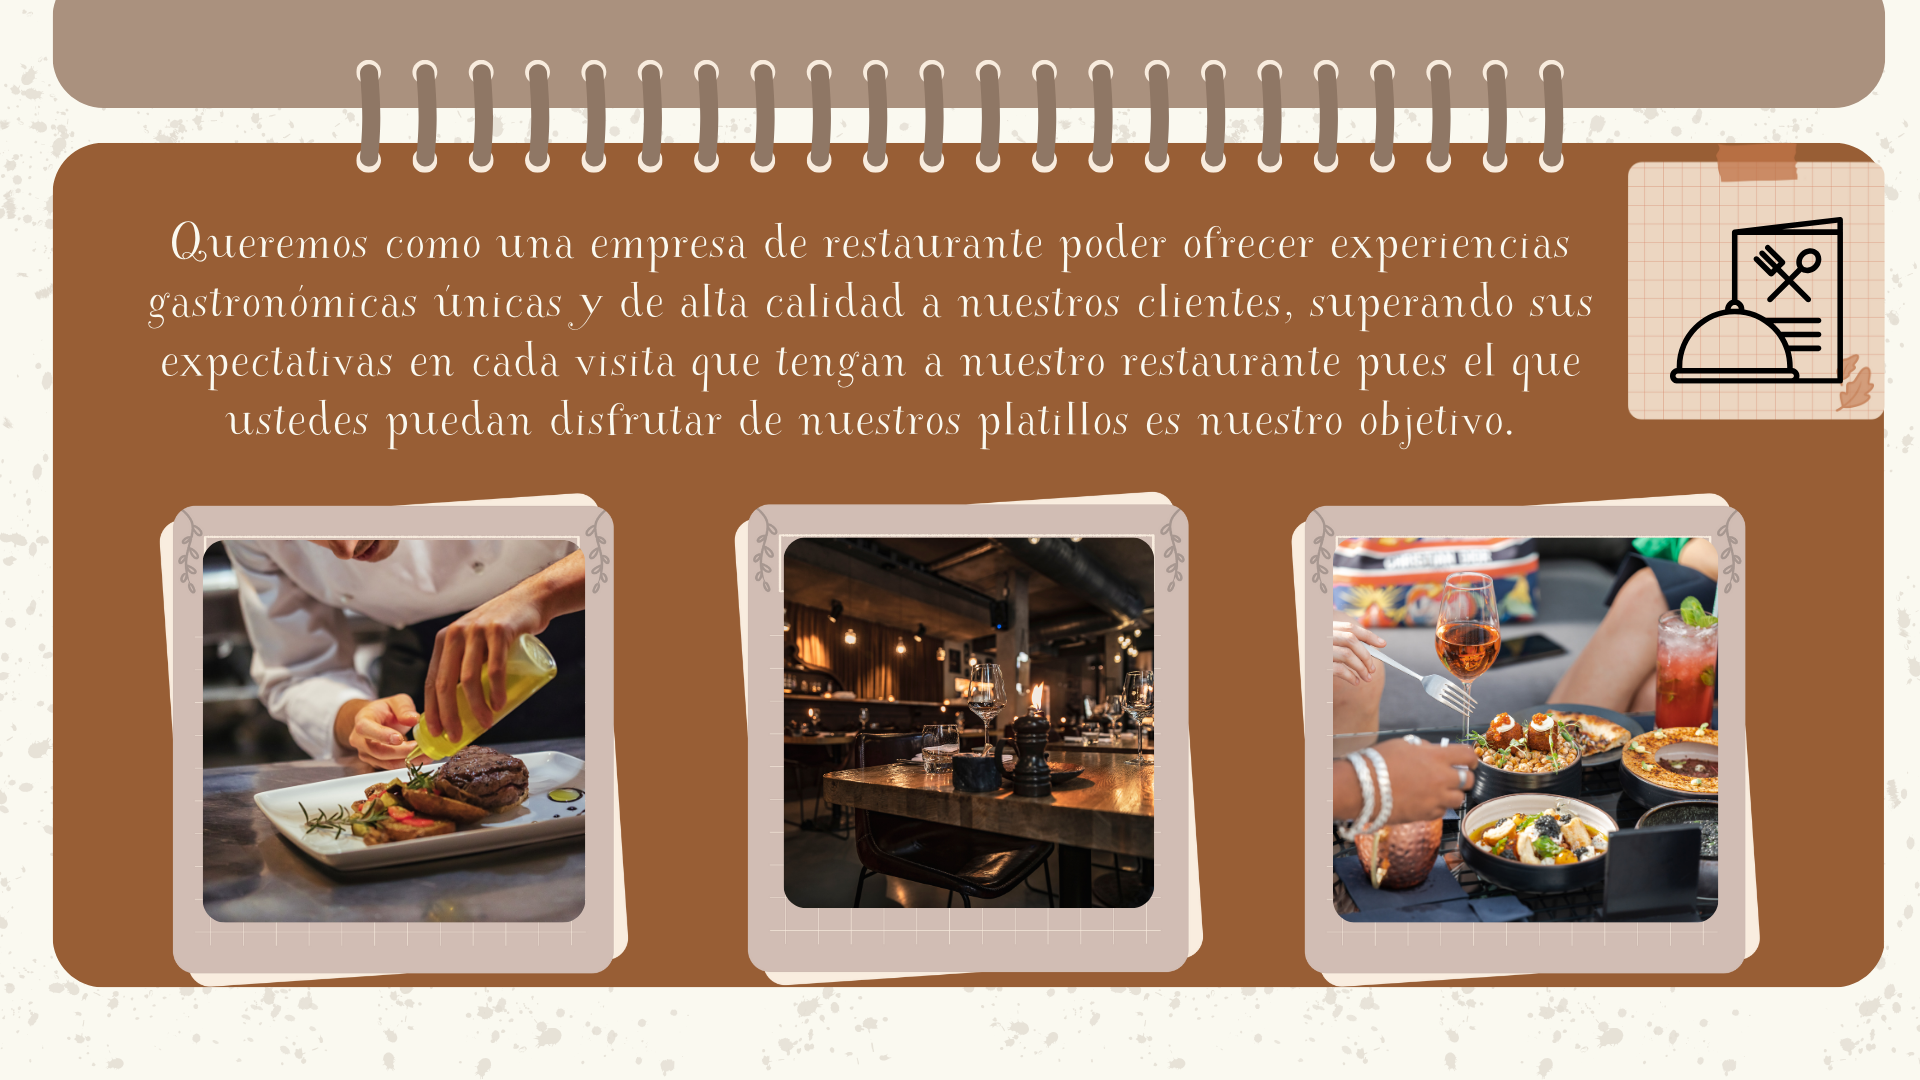 Queremos como una empresa de restaurante poder ofrecer experiencias
gastronómicas únicas y de alta calidad a nuestros clientes, superando sus
expectativas en cada visita que tengan a nuestro restaurante pues el que
ustedes puedan disfrutar de nuestros platillos es nuestro objetivo.